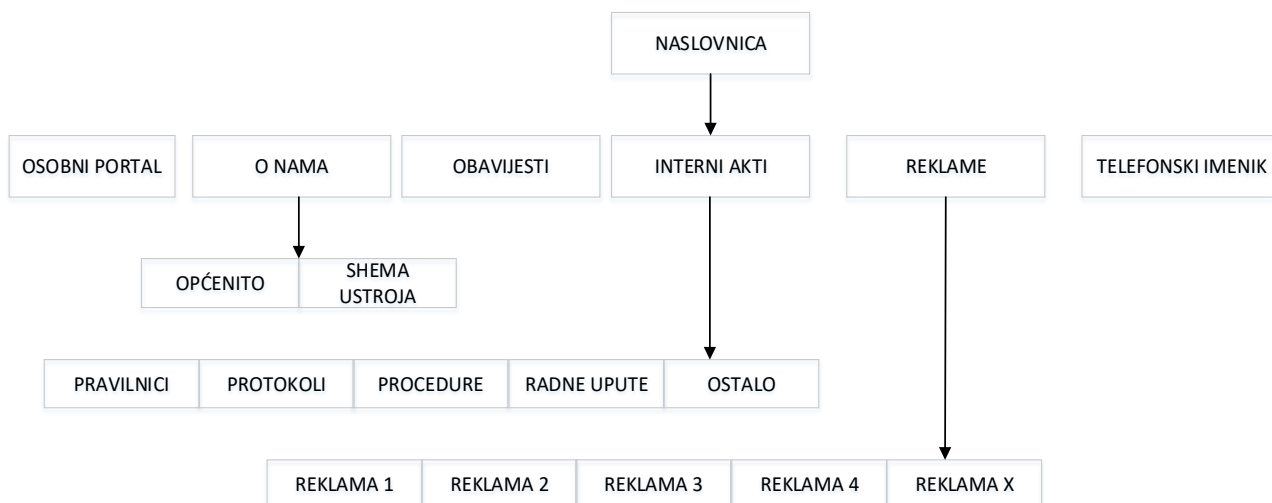 NASLOVNICA
OSOBNI PORTAL
O NAMA
OBAVIJESTI
INTERNI AKTI
REKLAME
TELEFONSKI IMENIK
OPĆENITO
SHEMA
USTROJA
PRAVILNICI
PROTOKOLI
PROCEDURE
RADNE UPUTE
OSTALO
REKLAMA 1
REKLAMA 2
REKLAMA 3
REKLAMA 4
REKLAMA X